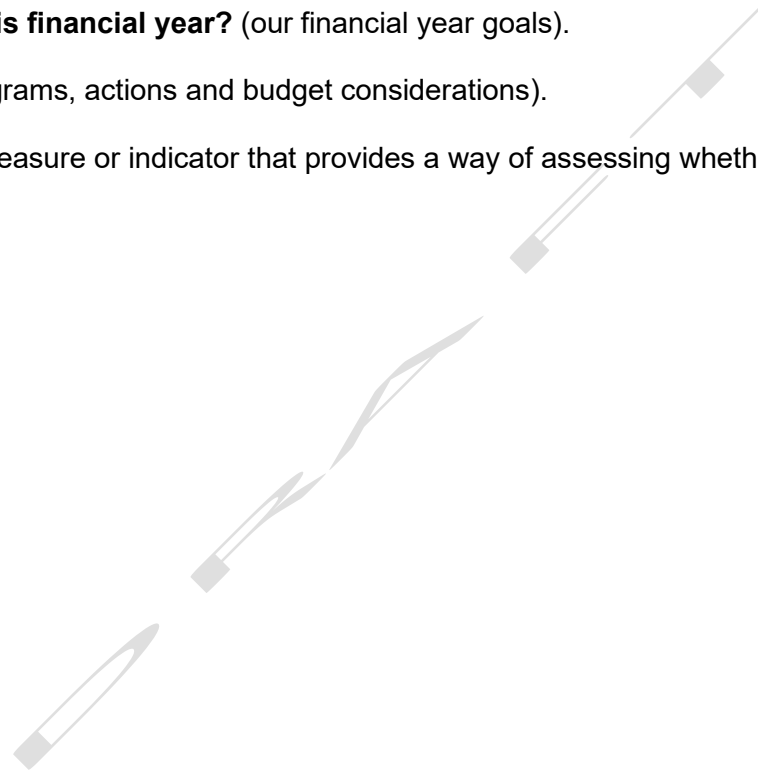 is financial year? (our financial year goals).
grams, actions and budget considerations).
easure or indicator that provides a way of assessing wheth